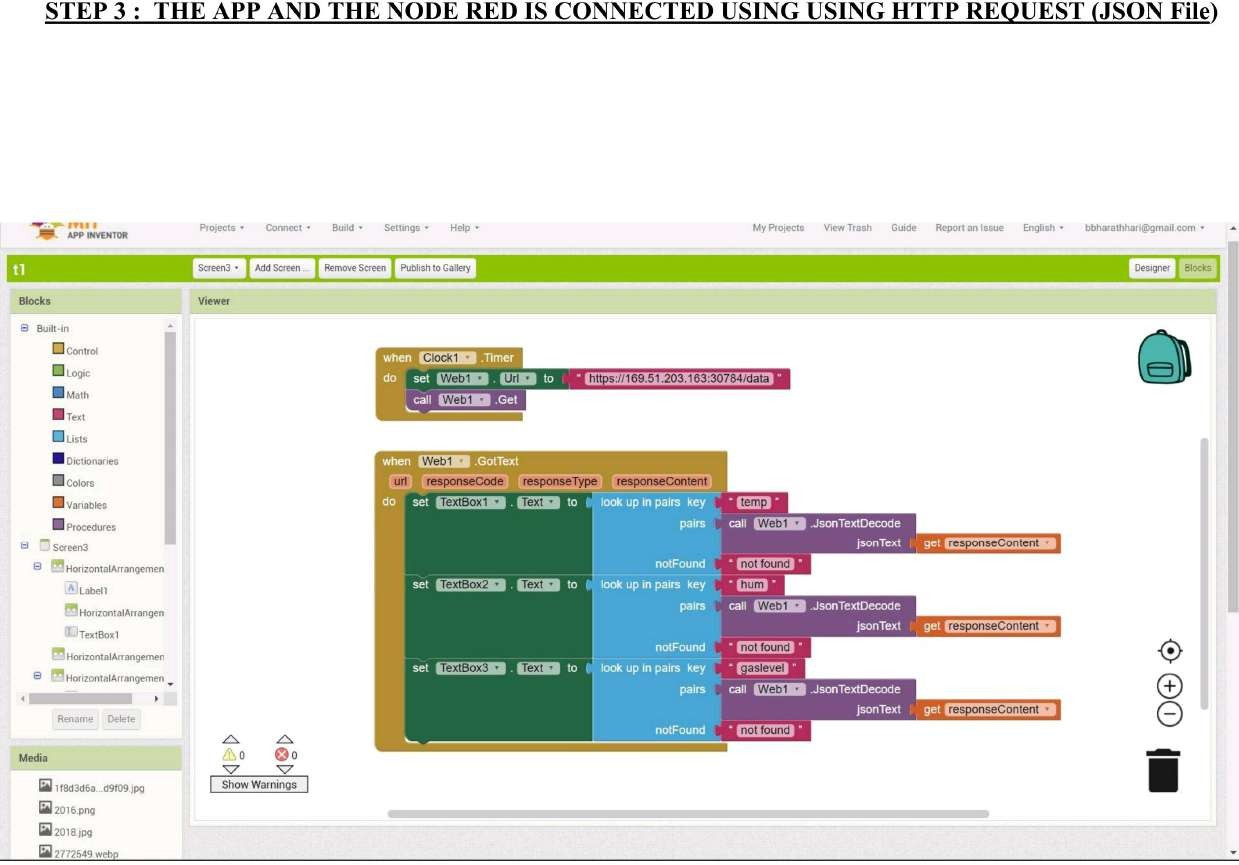 STEP 3 : THE APP AND THE NODE RED IS CONNECTED USING USING HTTP REQUEST (JSON File)
MIT
APP INVENTOR
Projects Connect Build Settings Help My Projects View Trash Guide Report an Issue English bbharathhari@gmail.com
t1 Screen3 Add Screen ... Remove Screen Publish to Gallery Designer Blocks
Blocks
Viewer
Built-in
Control
Logic
Math
Text
Lists
Dictionaries
Colors
Variables
Procedures
Screen3
HorizontalArrangemen
Label1
HorizontalArrangen
TextBox1
HorizontalArrangemen
HorizontalArrangemen
Rename Delete
Media
1f8d3d6a...d9f09.jpg
2016.png
2018.jpg
2772549.webp
when Clock1 .Timer
do set Web1 . Url to " https://169.51.203.163:30784/data "
call Web1 .Get
when Web1 .GotText
url responseCode responseType responseContent
do set TextBox1 . Text to look up in pairs key " temp "
pairs call Web1 .JsonTextDecode
jsonText get responseContent
notFound " not found "
set TextBox2 . Text to look up in pairs key " hum "
pairs call Web1 .JsonTextDecode
jsonText get responseContent
notFound " not found "
set TextBox3 . Text to look up in pairs key " gaslevel "
pairs call Web1 .JsonTextDecode
jsonText get responseContent
notFound " not found "
0 0
Show Warnings